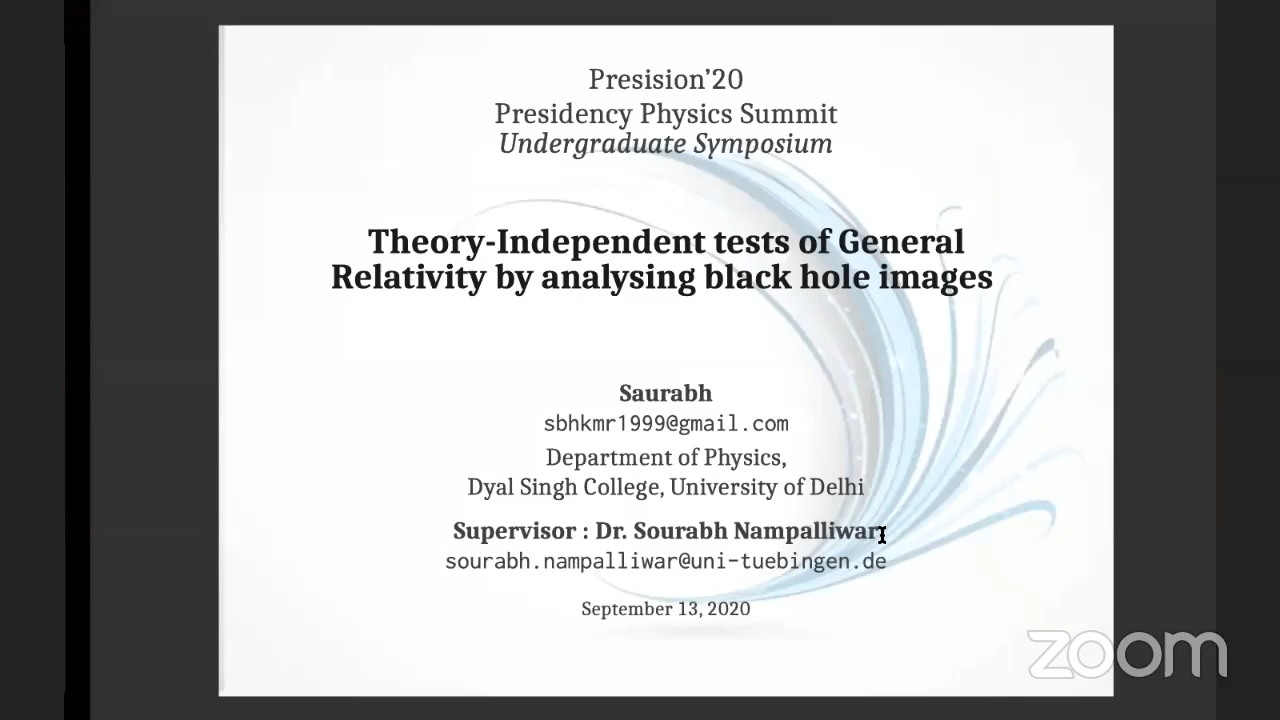 Presision’20
Presidency Physics Summit
Undergraduate Symposium
Theory-Independent tests of General
Relativity by analysing black hole images
Saurabh
sbhkmr1999@gmail.com
Department of Physics,
Dyal Singh College, University of Delhi
Supervisor : Dr. Sourabh Nampalliwar
sourabh.nampalliwar@uni-tuebingen.de
September 13, 2020
zoom